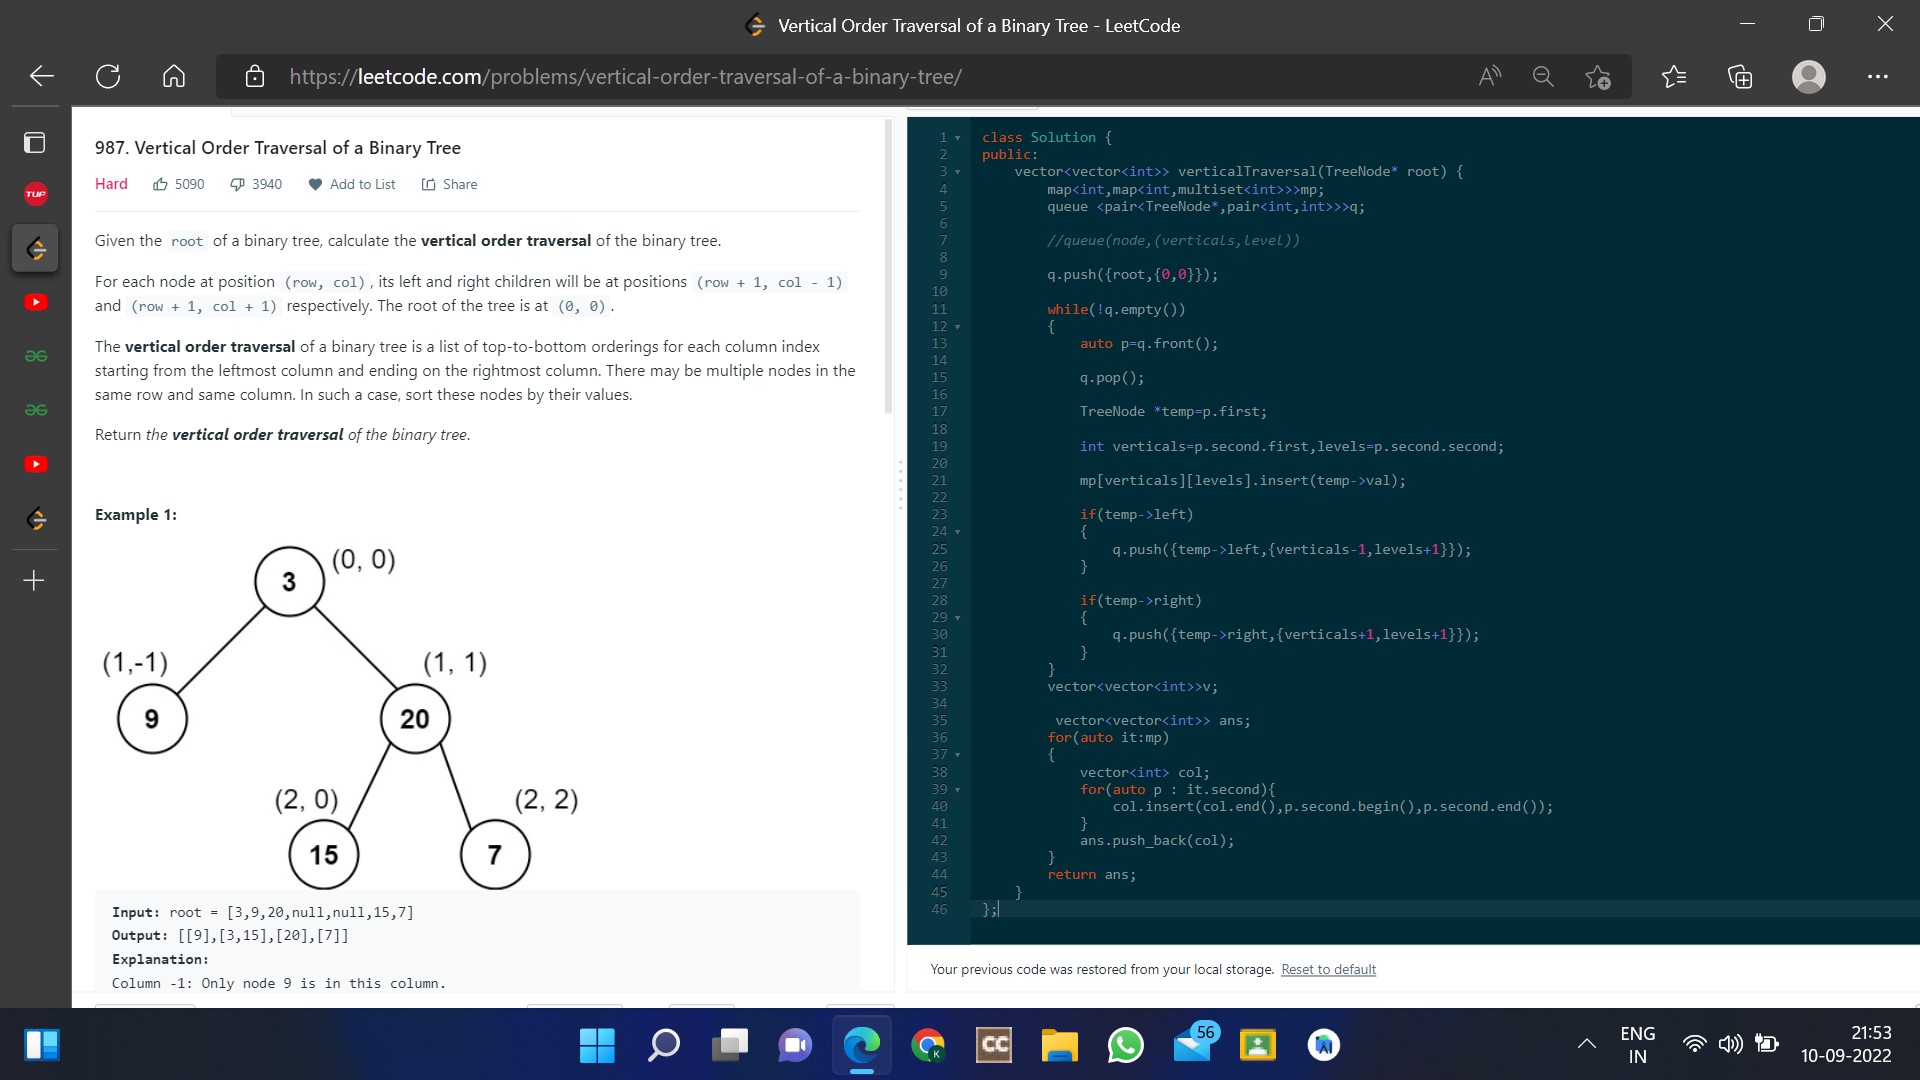 Vertical Order Traversal of a Binary Tree - LeetCode
https://leetcode.com/problems/vertical-order-traversal-of-a-binary-tree/
TUF
987. Vertical Order Traversal of a Binary Tree
Hard 5090 3940 Add to List Share
Given the root of a binary tree, calculate the vertical order traversal of the binary tree.
For each node at position (row, col), its left and right children will be at positions (row + 1, col - 1)
and (row + 1, col + 1) respectively. The root of the tree is at (0, 0).
The vertical order traversal of a binary tree is a list of top-to-bottom orderings for each column index
starting from the leftmost column and ending on the rightmost column. There may be multiple nodes in the
same row and same column. In such a case, sort these nodes by their values.
Return the vertical order traversal of the binary tree.
Example 1:
(0, 0)
3
(1,-1) (1, 1)
9 20
(2, 0) (2, 2)
15 7
Input: root = [3,9,20,null,null,15,7]
Output: [[9],[3,15],[20],[7]]
Explanation:
Column -1: Only node 9 is in this column.
1 class Solution {
2 public:
3 vector<vector<int>> verticalTraversal(TreeNode* root) {
4 map<int,map<int,multiset<int>>>mp;
5 queue <pair<TreeNode*,pair<int,int>>>q;
6
7 //queue(node,(verticals,level))
8
9 q.push({root,{0,0}});
10
11 while(!q.empty())
12 {
13 auto p=q.front();
14
15 q.pop();
16
17 TreeNode *temp=p.first;
18
19 int verticals=p.second.first,levels=p.second.second;
20
21 mp[verticals][levels].insert(temp->val);
22
23 if(temp->left)
24 {
25 q.push({temp->left,{verticals-1,levels+1}});
26 }
27
28 if(temp->right)
29 {
30 q.push({temp->right,{verticals+1,levels+1}});
31 }
32 }
33 vector<vector<int>>v;
34
35 vector<vector<int>> ans;
36 for(auto it:mp)
37 {
38 vector<int> col;
39 for(auto p : it.second){
40 col.insert(col.end(),p.second.begin(),p.second.end());
41 }
42 ans.push_back(col);
43 }
44 return ans;
45 }
46 };
Your previous code was restored from your local storage. Reset to default
K
CC
56
ENG
IN
21:53
10-09-2022